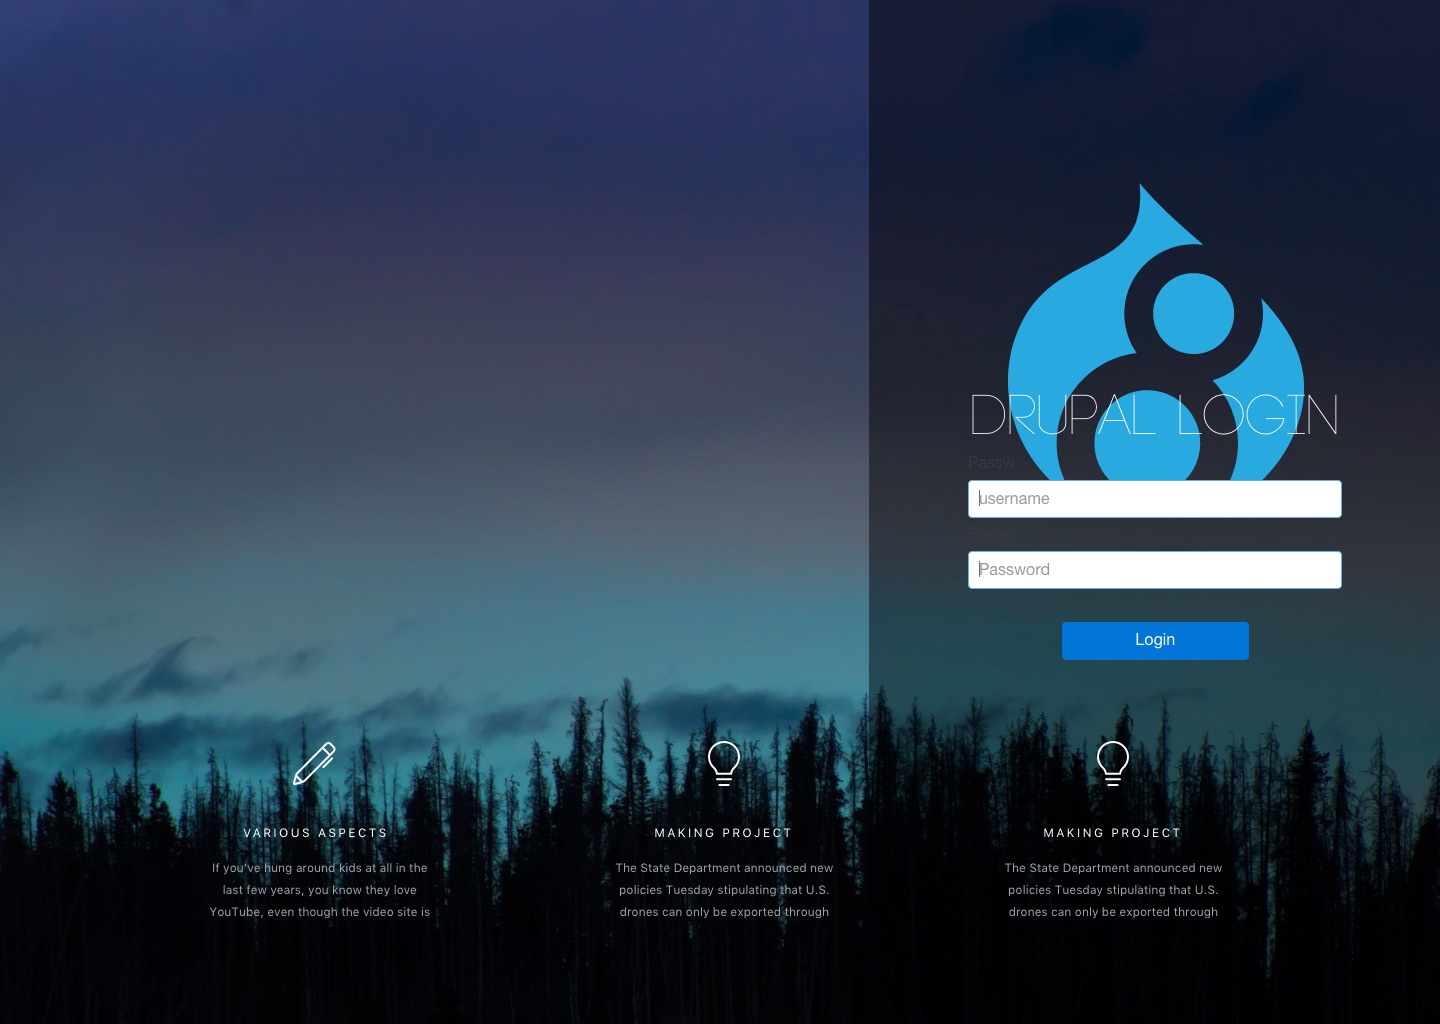 DRUPAL LOGIN
Passw
username
Passw
Password
Login
VARIOUS ASPECTS
If you've hung around kids at all in the
last few years, you know they love
YouTube, even though the video site is
MAKING PROJECT
The State Department announced new
policies Tuesday stipulating that U.S.
drones can only be exported through
MAKING PROJECT
The State Department announced new
policies Tuesday stipulating that U.S.
drones can only be exported through